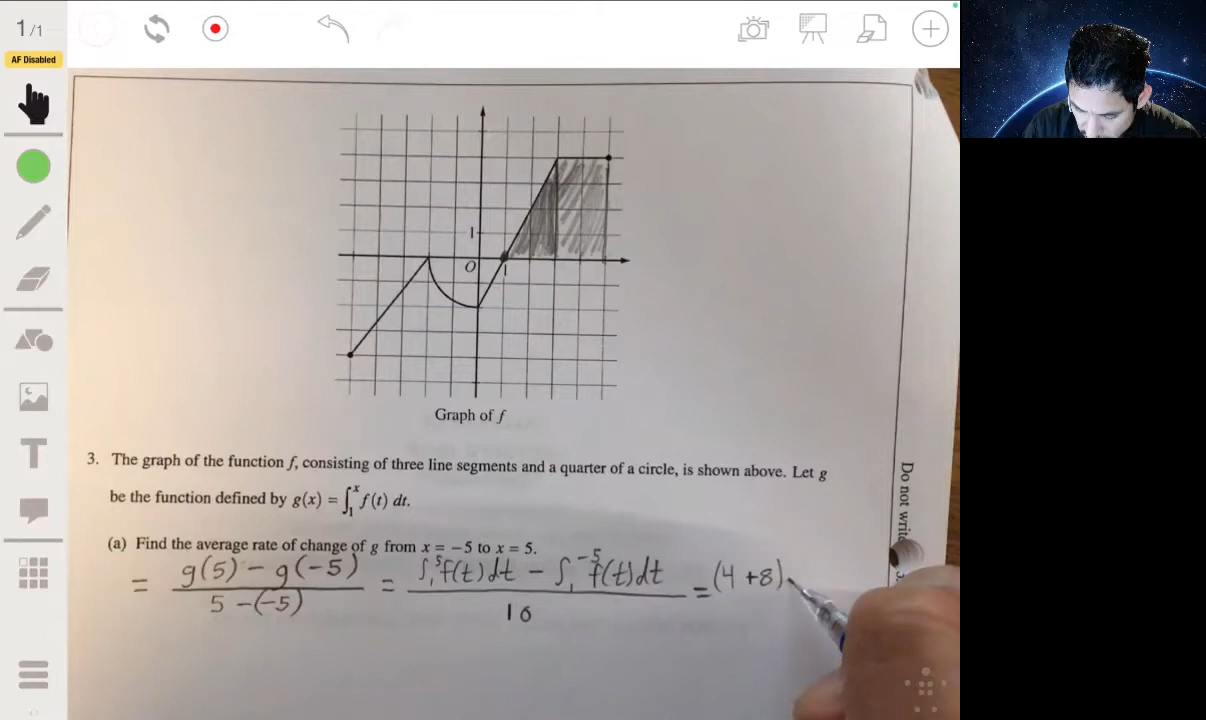 1/1
AF Disabled
T
1
O
1
Graph of f
3. The graph of the function f, consisting of three line segments and a quarter of a circle, is shown above. Let g
be the function defined by g(x) = ∫₁ˣ f(t) dt.
Do not write
(a) Find the average rate of change of g from x = −5 to x = 5.
= (g(5) − g(−5)) / (5 − (−5)) = (∫₁⁵ f(t)dt − ∫₁⁻⁵ f(t)dt) / 10 = (4 + 8)